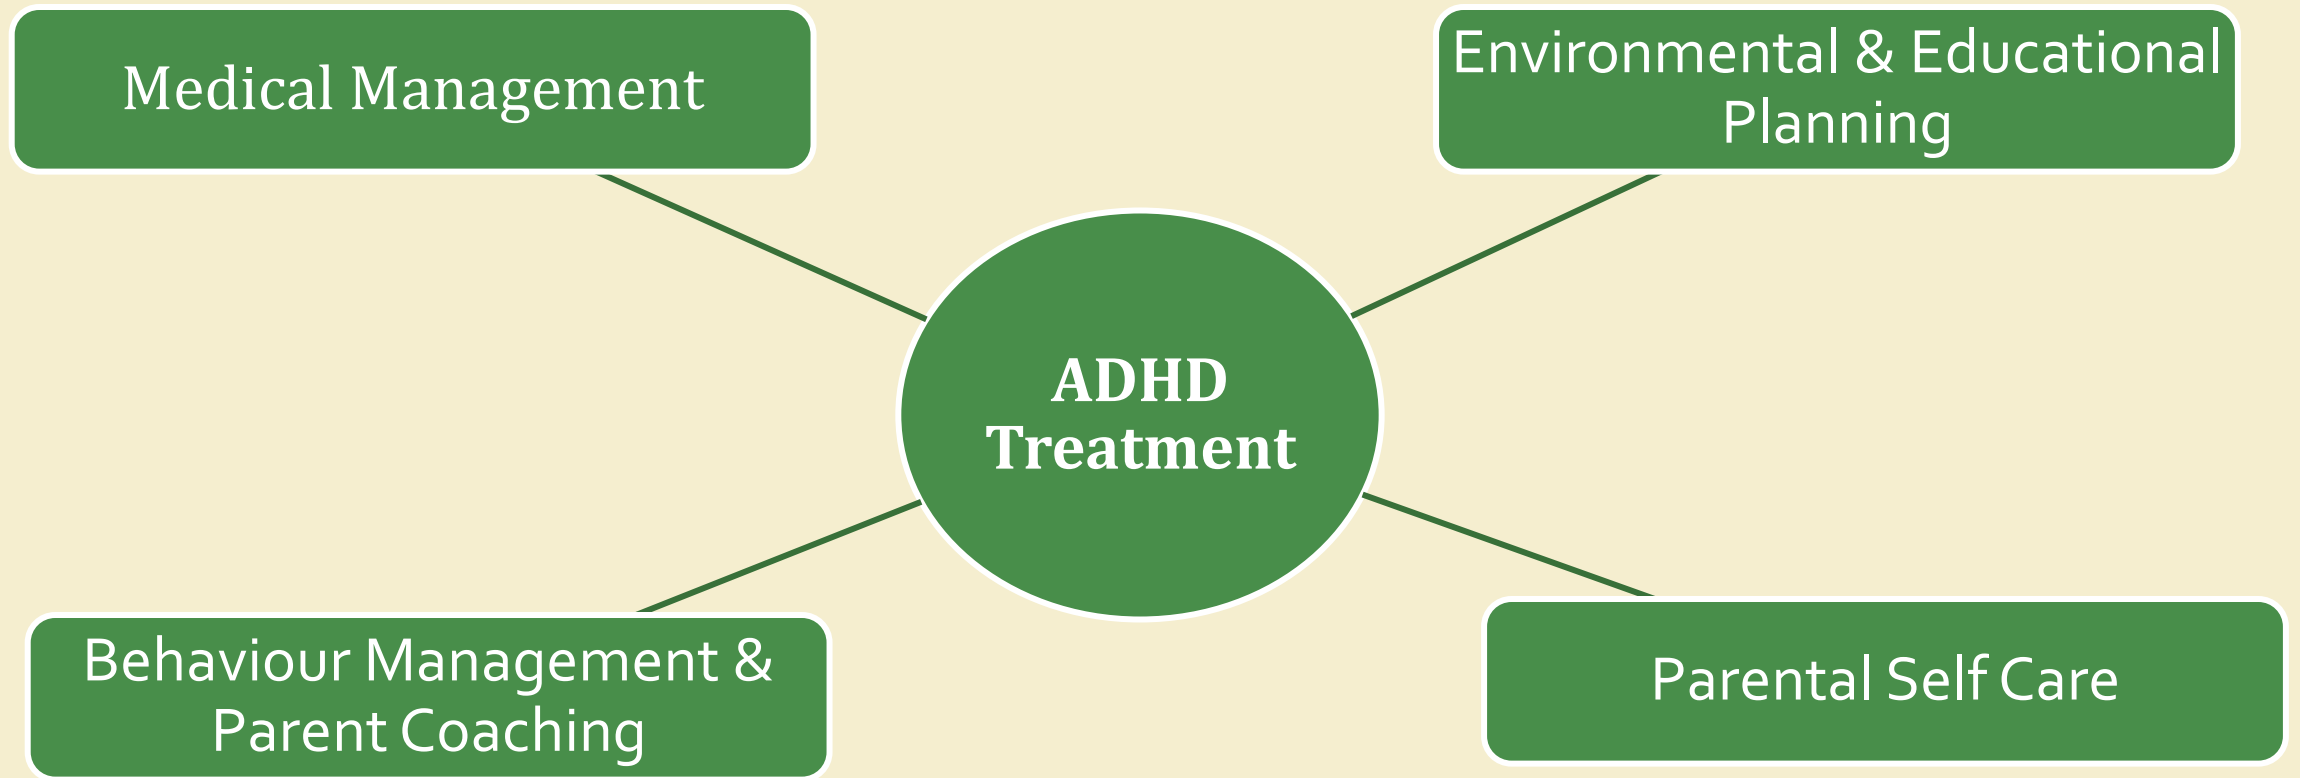 Medical Management
Environmental & Educational
Planning
ADHD
Treatment
Behaviour Management &
Parent Coaching
Parental Self Care